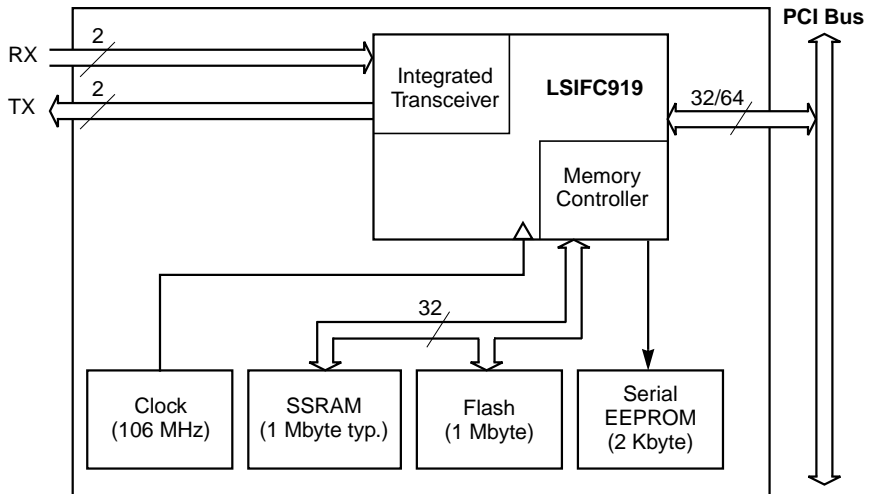 PCI Bus
RX
2
Integrated
Transceiver
LSIFC919
TX
2
32/64
Memory
Controller
32
Clock
(106 MHz)
SSRAM
(1 Mbyte typ.)
Flash
(1 Mbyte)
Serial
EEPROM
(2 Kbyte)